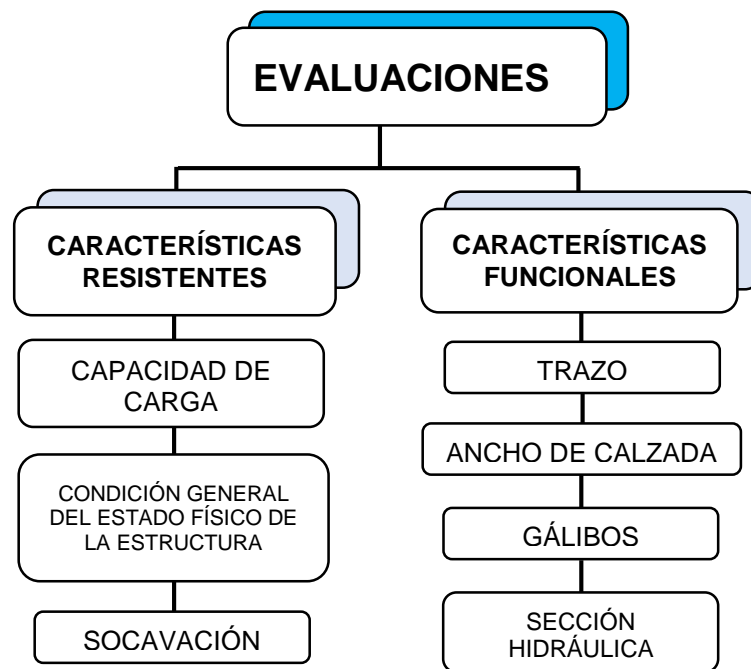 EVALUACIONES
CARACTERÍSTICAS
RESISTENTES
CAPACIDAD DE
CARGA
CONDICIÓN GENERAL
DEL ESTADO FÍSICO DE
LA ESTRUCTURA
SOCAVACIÓN
CARACTERÍSTICAS
FUNCIONALES
TRAZO
ANCHO DE CALZADA
GÁLIBOS
SECCIÓN
HIDRÁULICA